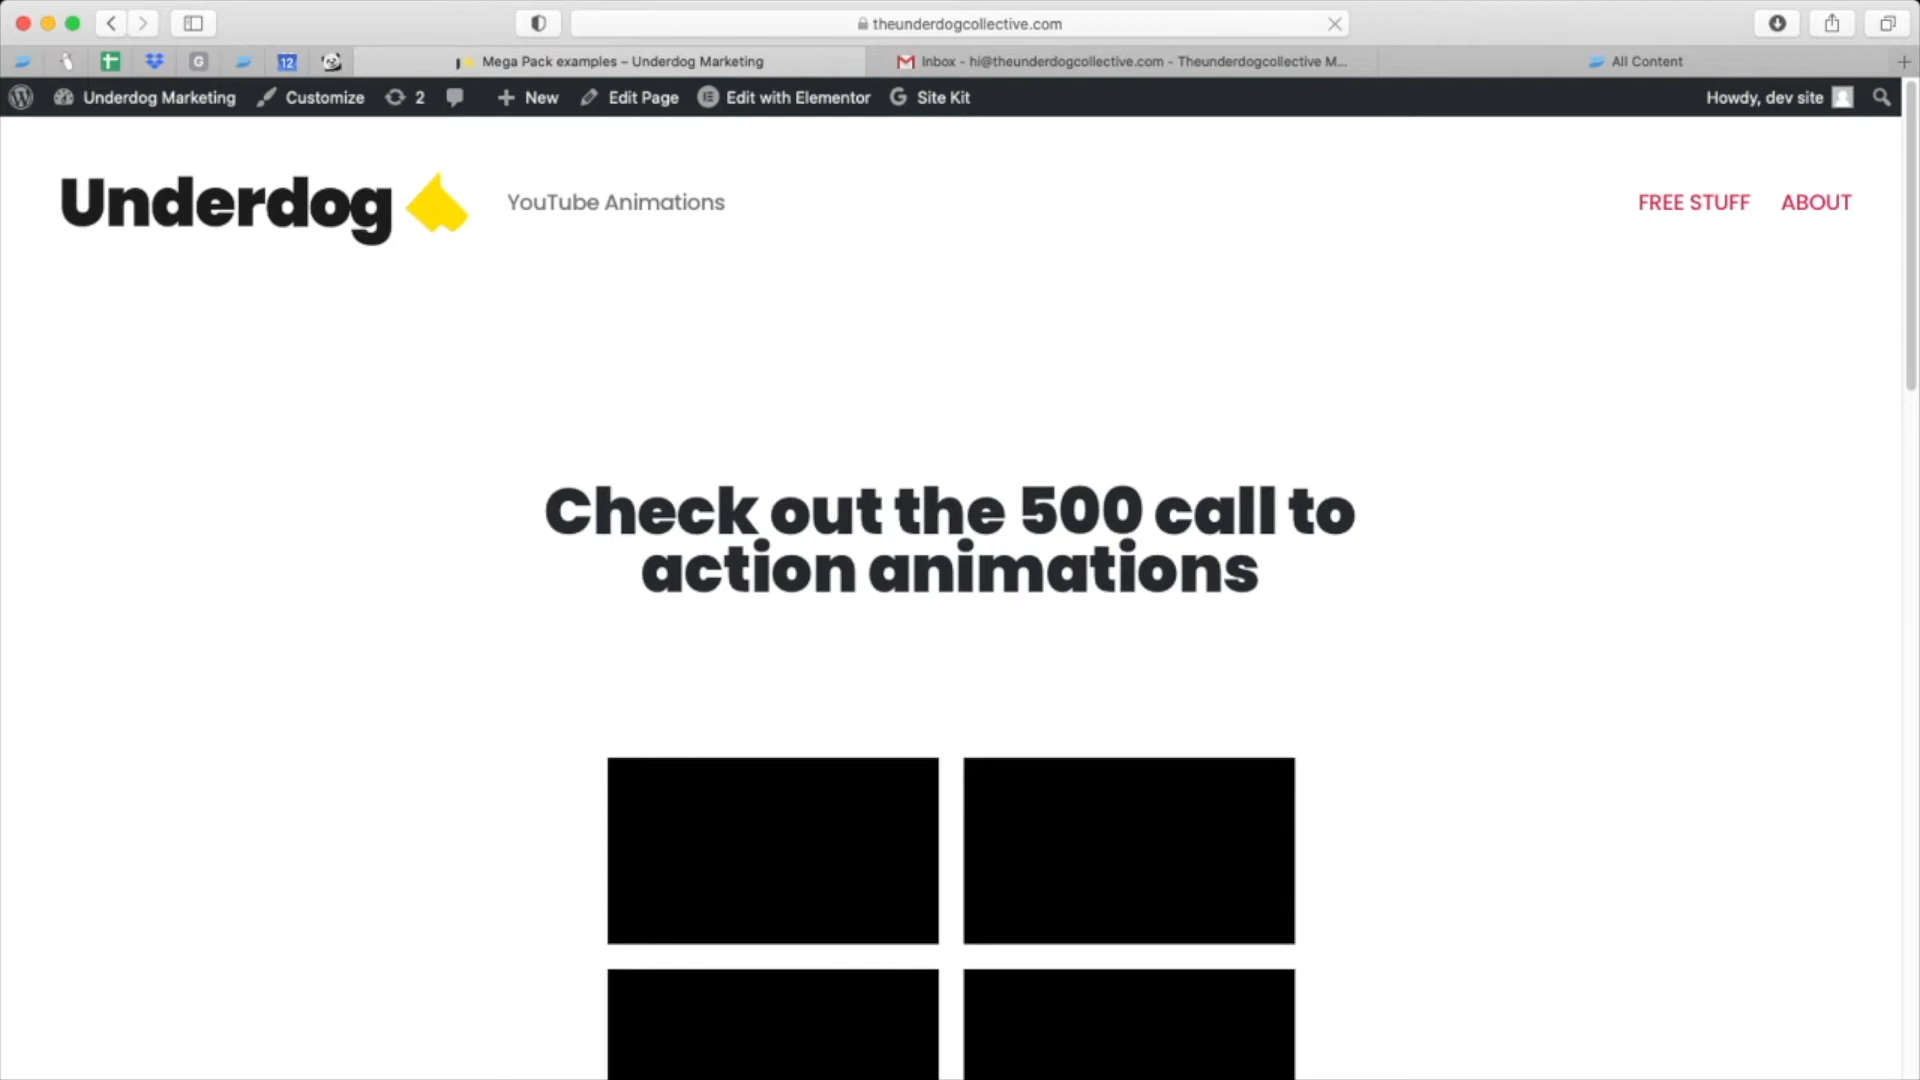 theunderdogcollective.com
G
12
Mega Pack examples – Underdog Marketing
Inbox - hi@theunderdogcollective.com - Theunderdogcollective M...
All Content
Underdog Marketing
Customize
2
New
Edit Page
Edit with Elementor
G Site Kit
Howdy, dev site
Underdog
YouTube Animations
FREE STUFF
ABOUT
Check out the 500 call to
action animations